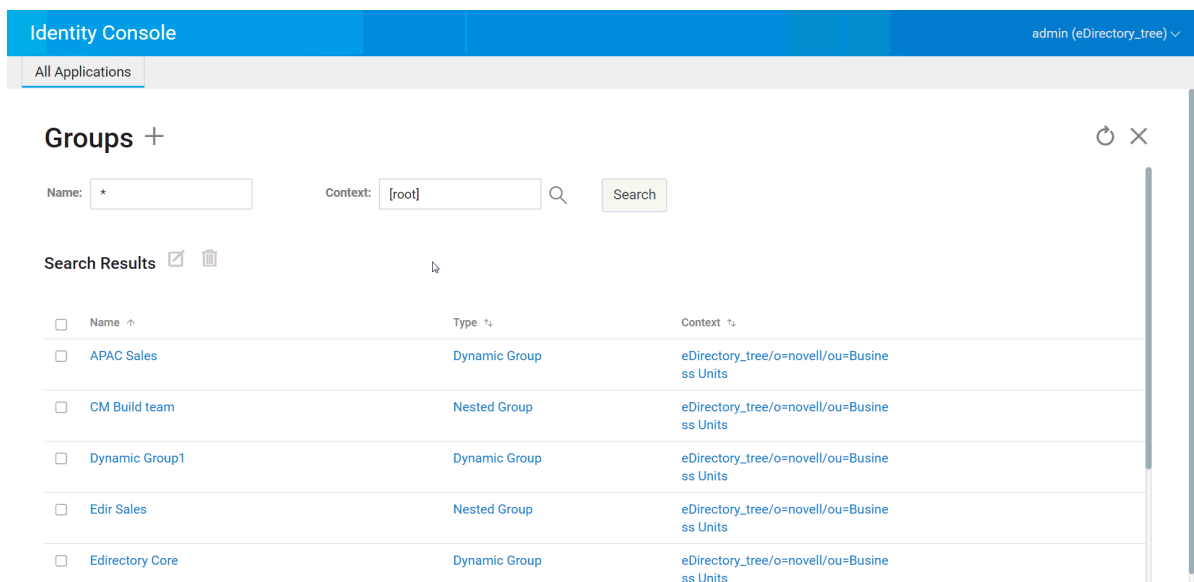 Identity Console
admin (eDirectory_tree)
All Applications
Groups
Name: *
Context: [root]
Search
Search Results
Name Type Context
APAC Sales Dynamic Group eDirectory_tree/o=novell/ou=Busine
ss Units
CM Build team Nested Group eDirectory_tree/o=novell/ou=Busine
ss Units
Dynamic Group1 Dynamic Group eDirectory_tree/o=novell/ou=Busine
ss Units
Edir Sales Nested Group eDirectory_tree/o=novell/ou=Busine
ss Units
Edirectory Core Dynamic Group eDirectory_tree/o=novell/ou=Busine
ss Units